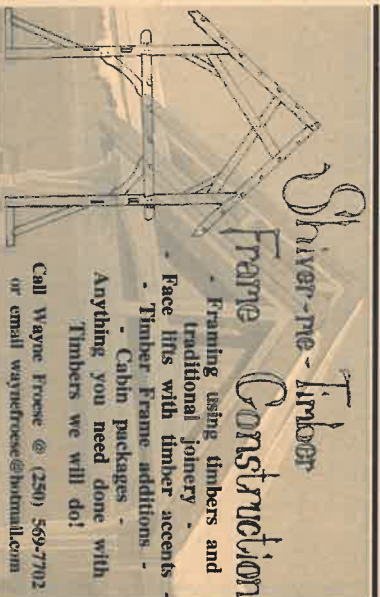 Shiver-me-Timber
Frame Construction
- Framing using timbers and
traditional joinery -
- Face lifts with timber accents -
- Timber Frame additions -
- Cabin packages -
Anything you need done with
Timbers we will do!
Call Wayne Froese @ (250) 569-7702
or email waynefroese@hotmail.com